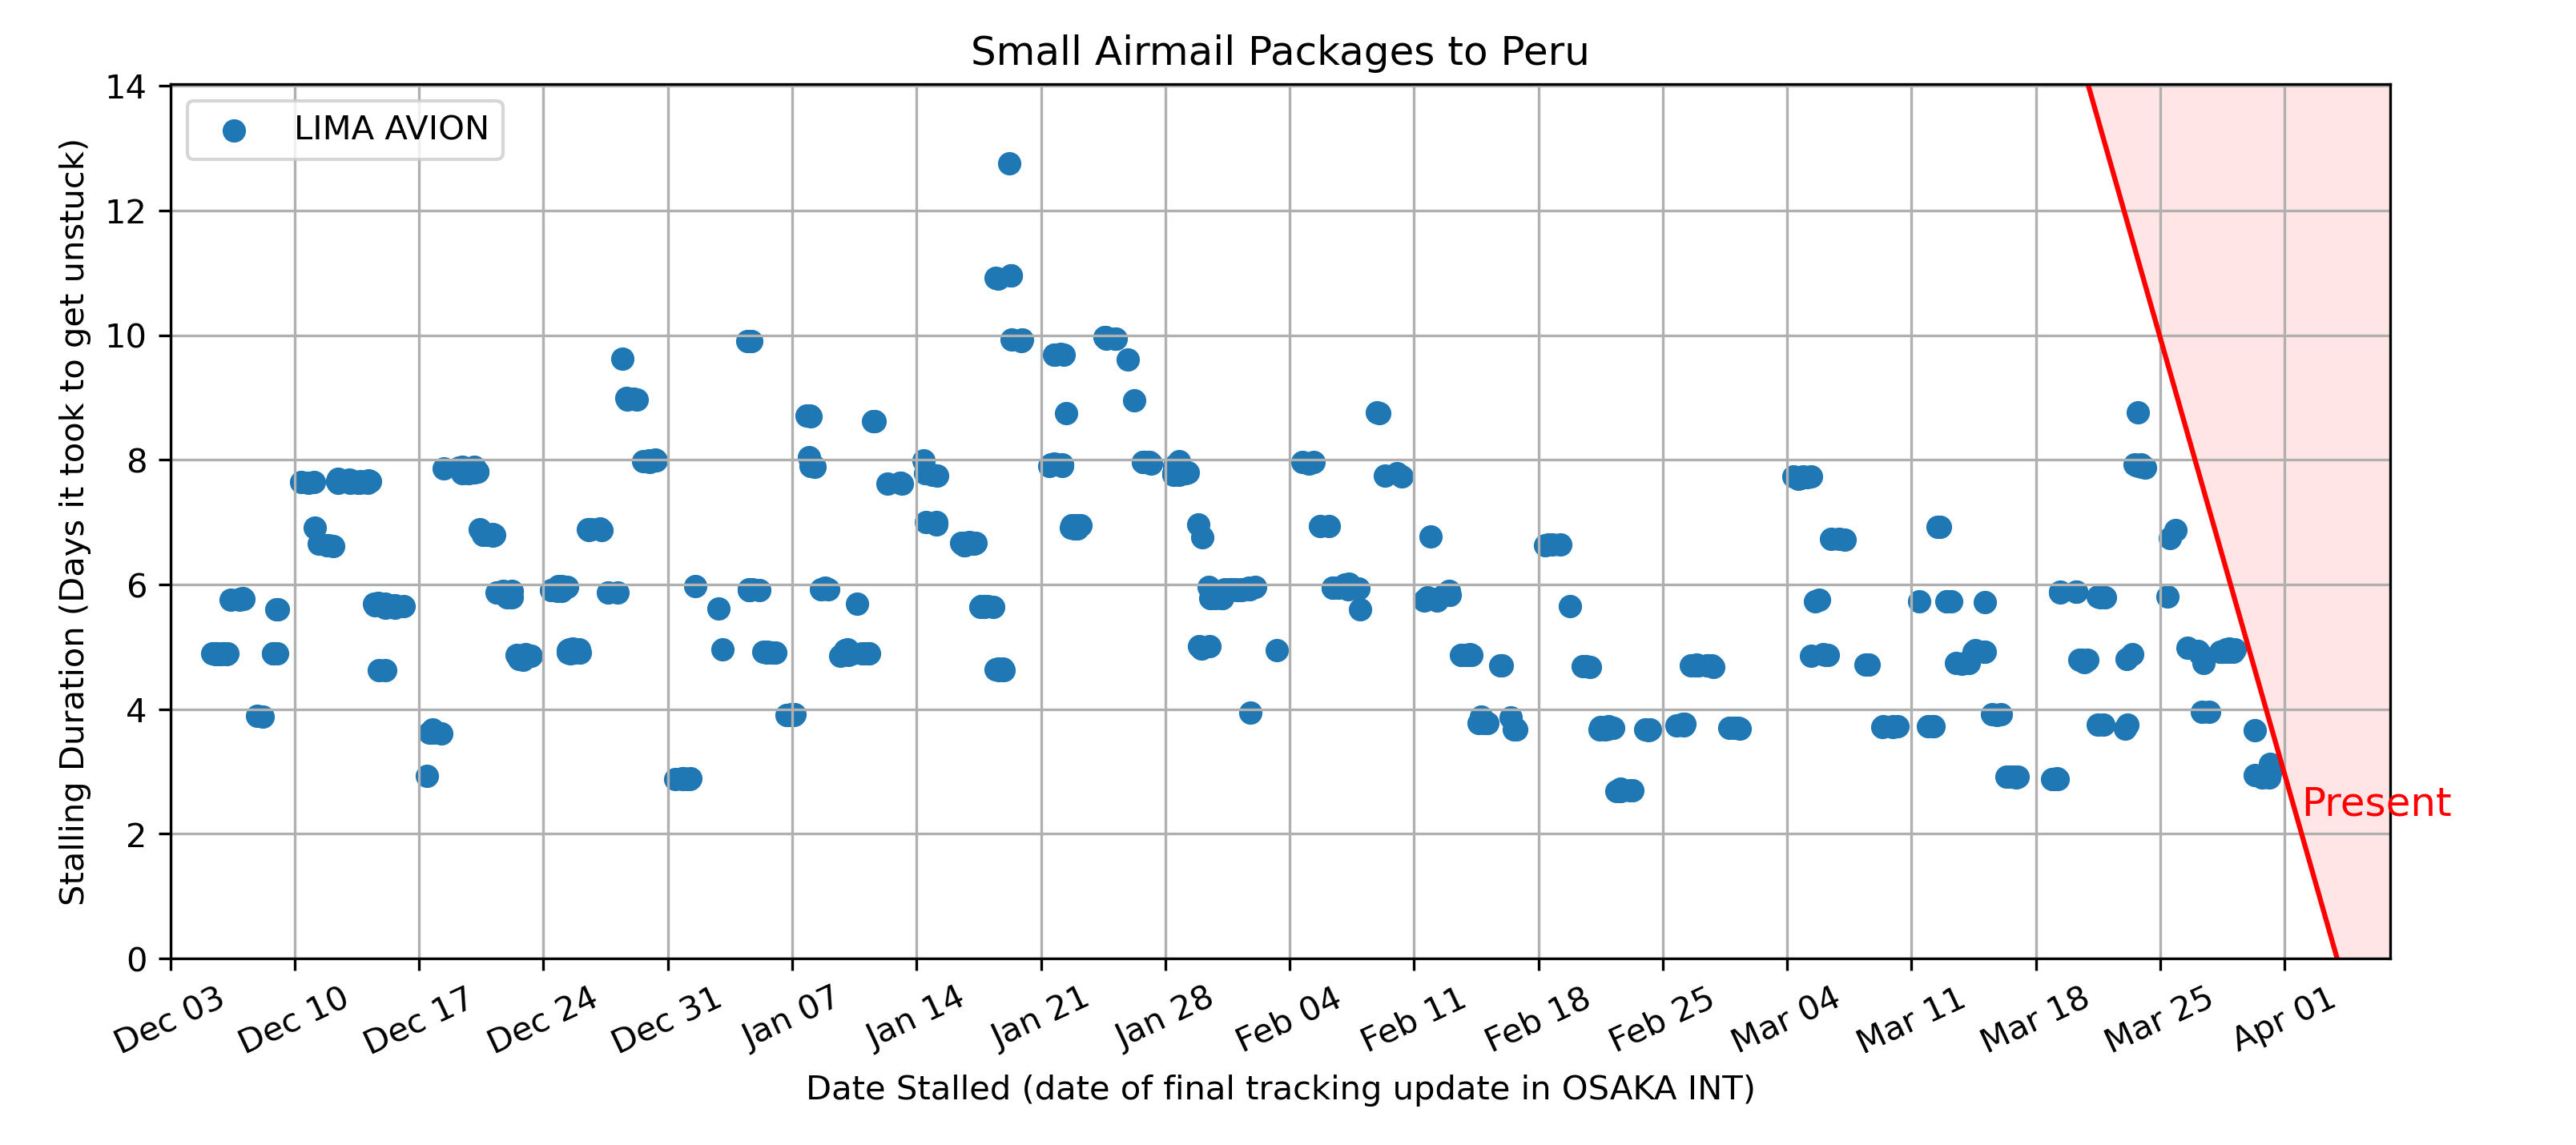 Small Airmail Packages to Peru
LIMA AVION
Stalling Duration (Days it took to get unstuck)
14
12
10
8
6
4
2
0
Present
Dec 03
Dec 10
Dec 17
Dec 24
Dec 31
Jan 07
Jan 14
Jan 21
Jan 28
Feb 04
Feb 11
Feb 18
Feb 25
Mar 04
Mar 11
Mar 18
Mar 25
Apr 01
Date Stalled (date of final tracking update in OSAKA INT)